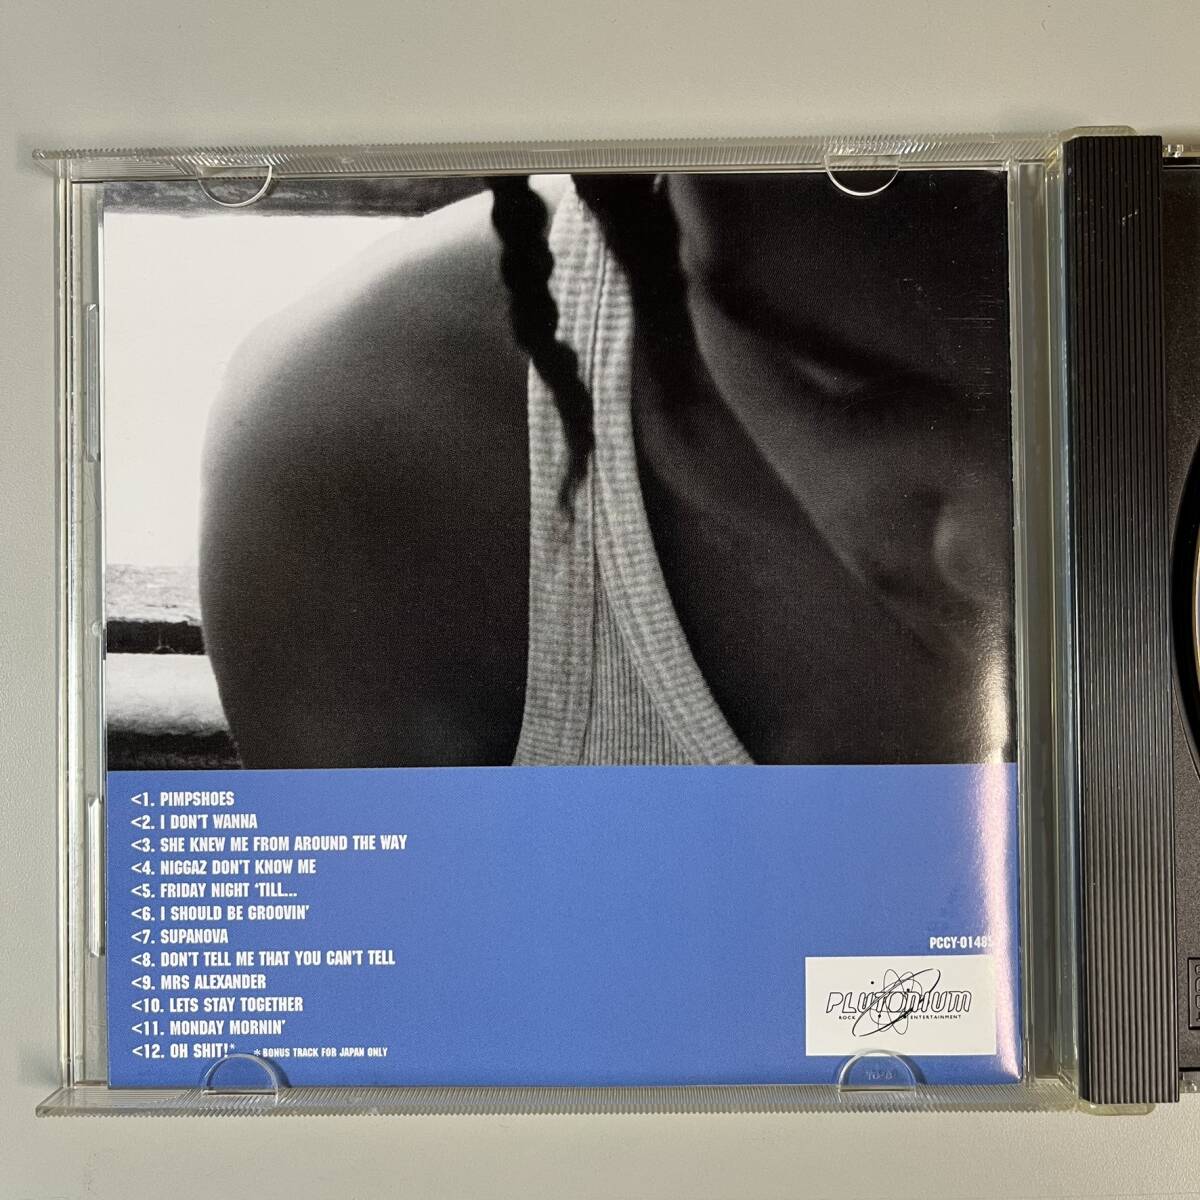 <1. PIMPSHOES
<2. I DON'T WANNA
<3. SHE KNEW ME FROM AROUND THE WAY
<4. NIGGAZ DON'T KNOW ME
<5. FRIDAY NIGHT 'TILL...
<6. I SHOULD BE GROOVIN'
<7. SUPANOVA
<8. DON'T TELL ME THAT YOU CAN'T TELL
<9. MRS ALEXANDER
<10. LETS STAY TOGETHER
<11. MONDAY MORNIN'
<12. OH SHIT!* *BONUS TRACK FOR JAPAN ONLY
PCCY-01485
PLUTONIUM
ROCK ENTERTAINMENT